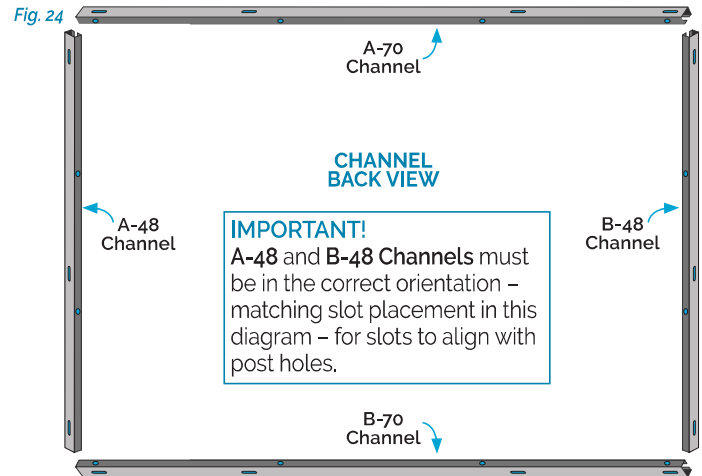 Fig. 24
A-70
Channel
CHANNEL
BACK VIEW
A-48
Channel
B-48
Channel
IMPORTANT!
A-48 and B-48 Channels must
be in the correct orientation –
matching slot placement in this
diagram – for slots to align with
post holes.
B-70
Channel